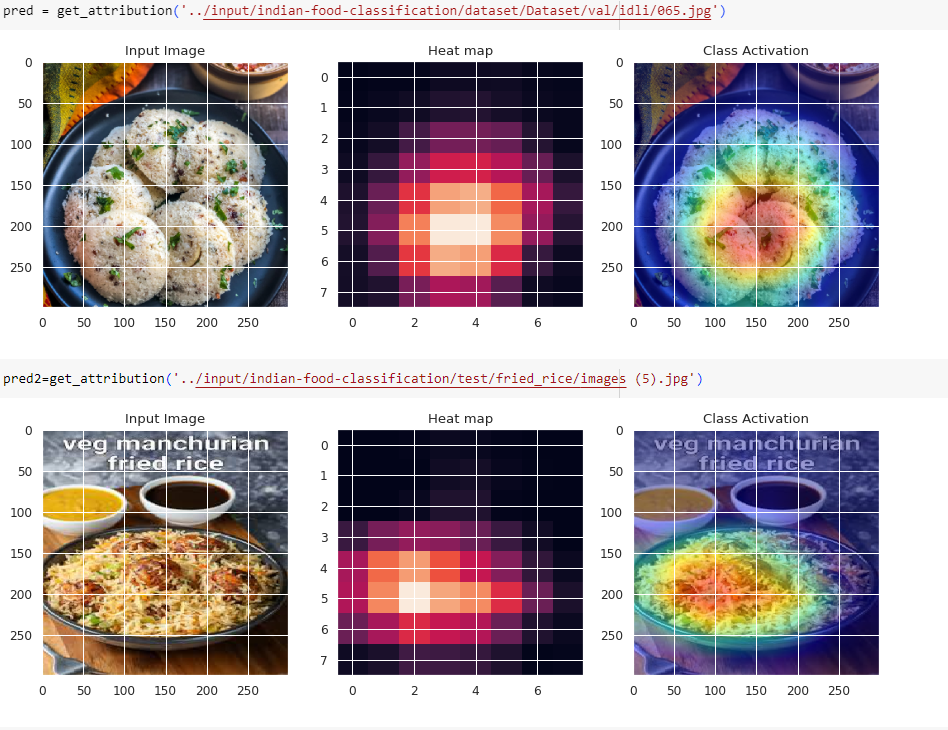 pred = get_attribution('../input/indian-food-classification/dataset/Dataset/val/idli/065.jpg')
Input Image Heat map Class Activation
0 0 0
50 1 50
100 2 100
150 3 150
200 4 200
250 5 250
6
7
0 50 100 150 200 250 0 2 4 6 0 50 100 150 200 250
pred2=get_attribution('../input/indian-food-classification/test/fried_rice/images (5).jpg')
Input Image Heat map Class Activation
veg manchurian veg manchurian
fried rice fried rice
0 0 0
50 1 50
100 2 100
150 3 150
200 4 200
250 5 250
6
7
0 50 100 150 200 250 0 2 4 6 0 50 100 150 200 250